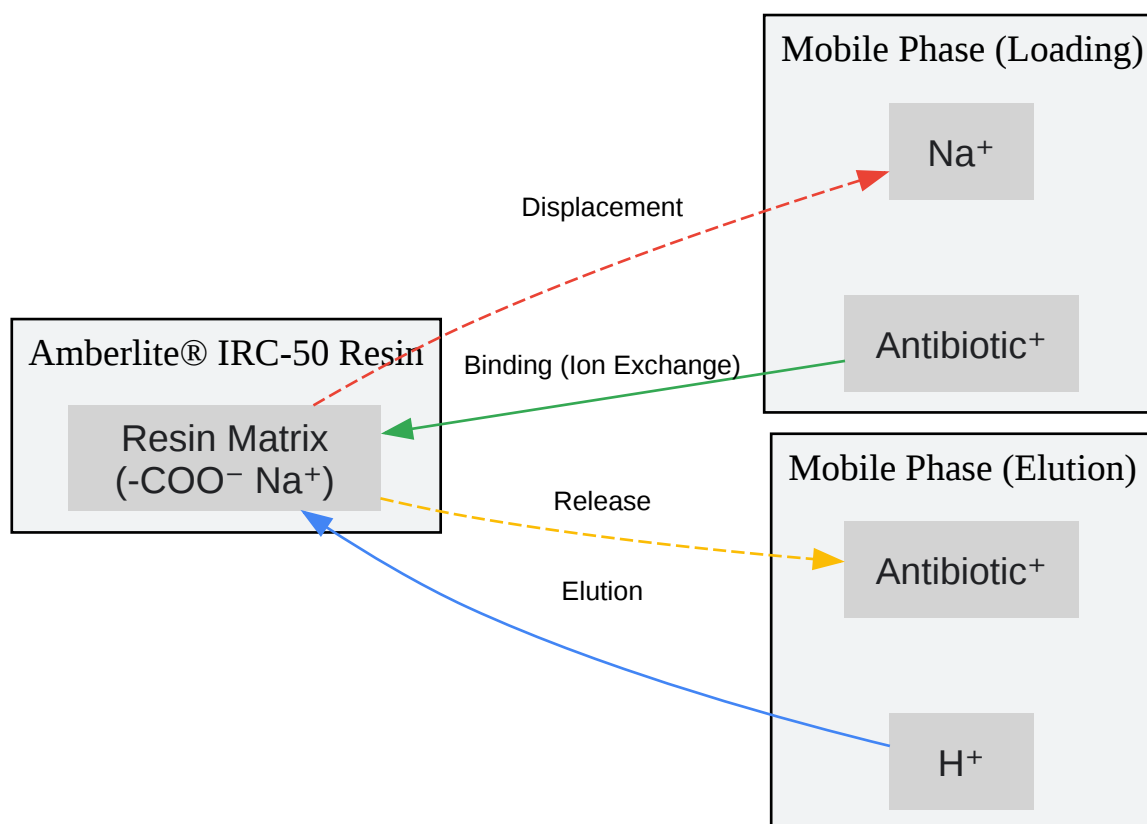 Mobile Phase (Loading)
Na⁺
Displacement
Antibiotic⁺
Amberlite® IRC-50 Resin
Binding (Ion Exchange)
Resin Matrix
(-COO⁻ Na⁺)
Mobile Phase (Elution)
Release
Antibiotic⁺
Elution
H⁺